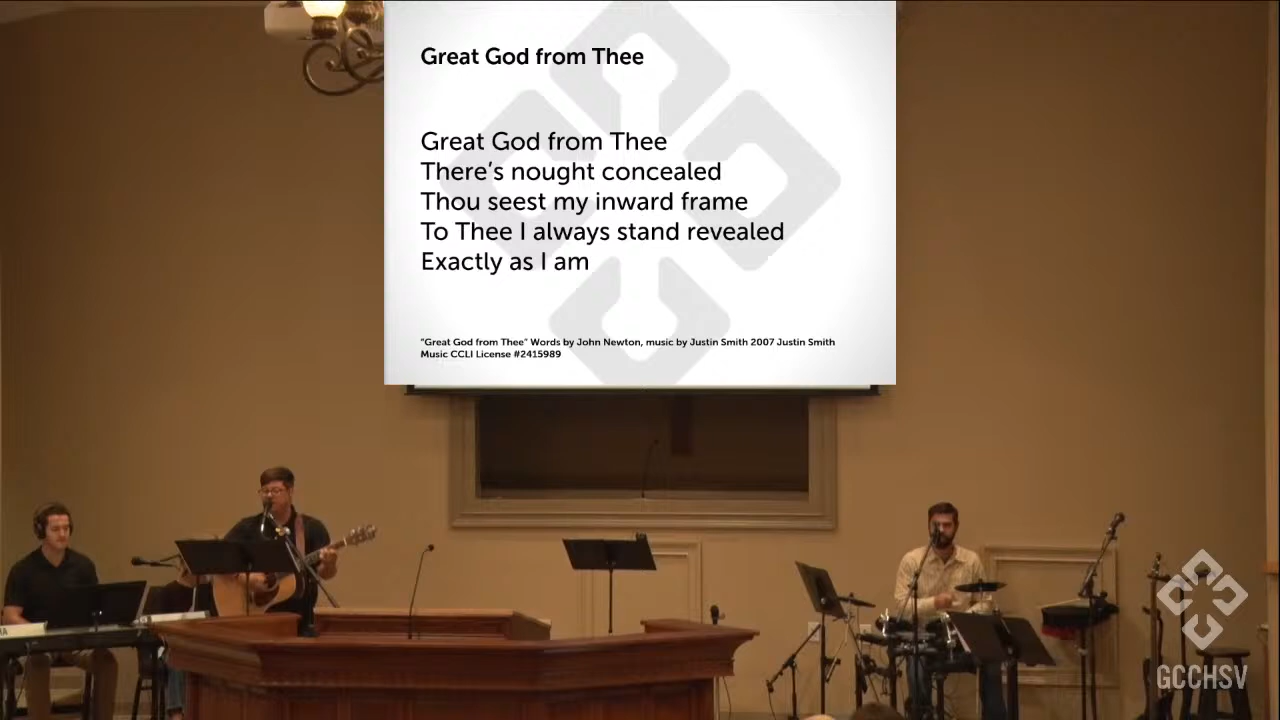 Great God from Thee
Great God from Thee
There's nought concealed
Thou seest my inward frame
To Thee I always stand revealed
Exactly as I am
"Great God from Thee" Words by John Newton, music by Justin Smith 2007 Justin Smith
Music CCLI License #2415989
GCCHSV